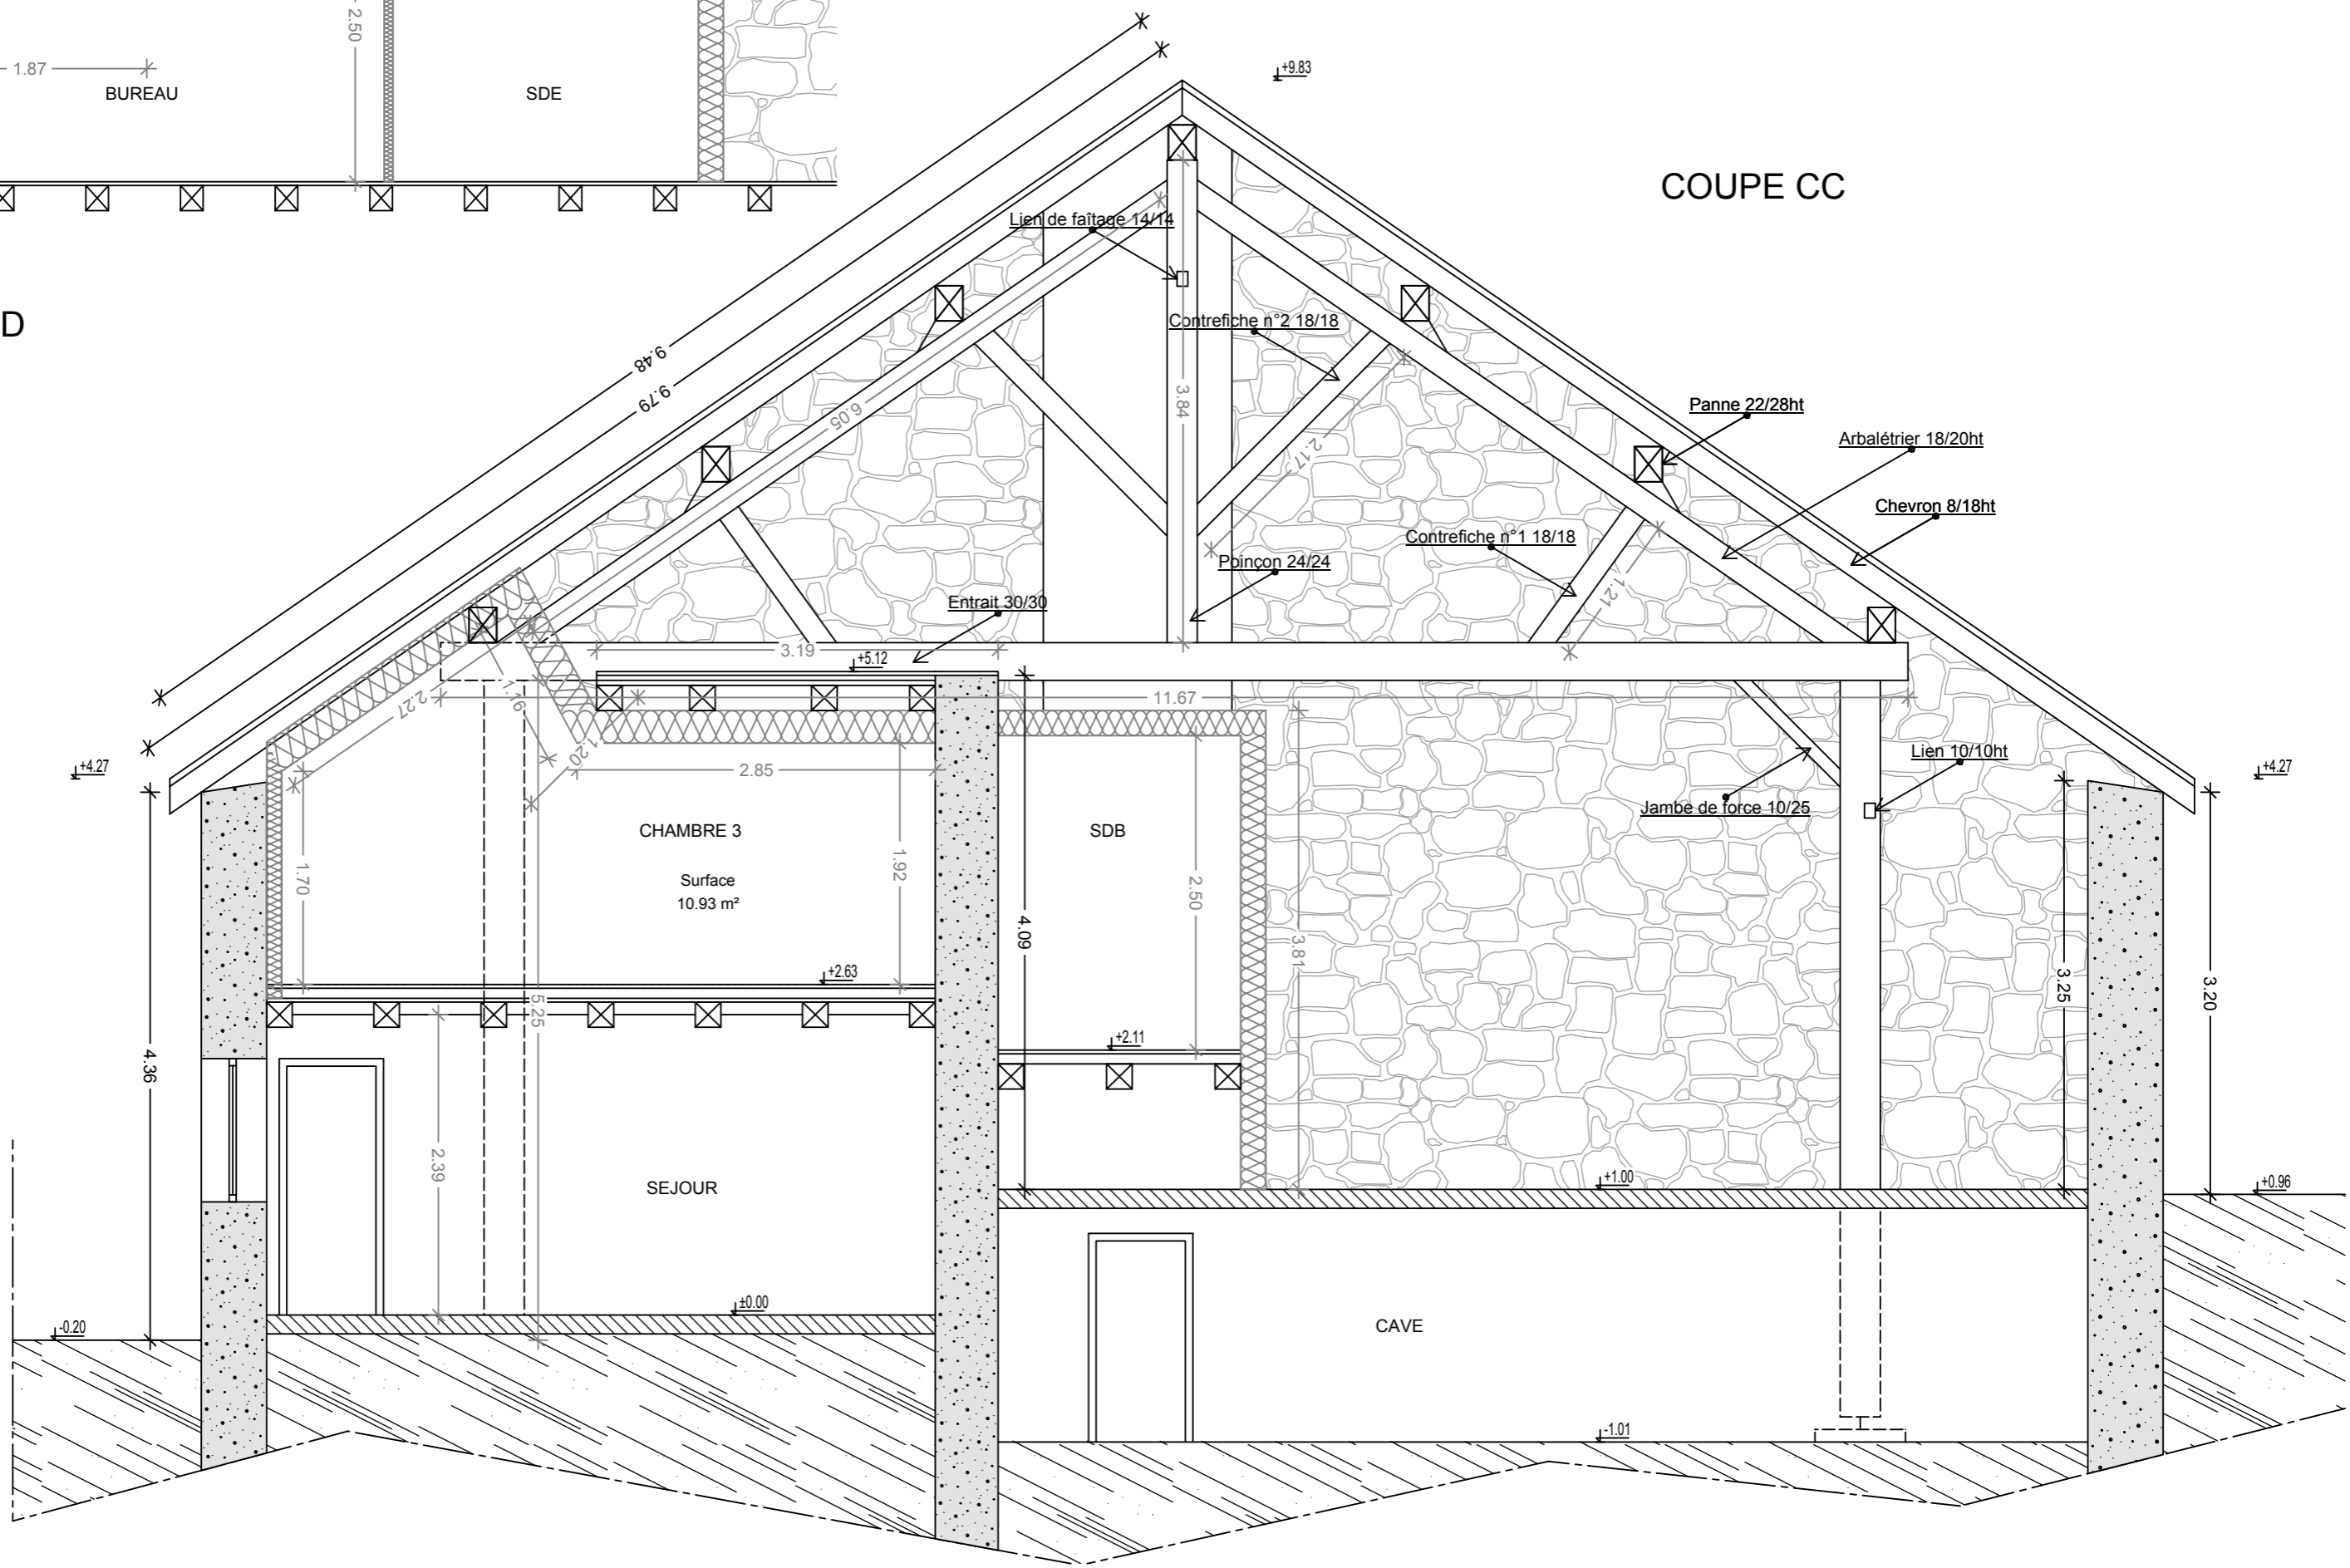 2.50
1.87
BUREAU
SDE
+9.83
COUPE CC
D
Lien de faîtage 14/14
Contrefiche n°2 18/18
9.48
9.79
6.05
3.84
2.17
Panne 22/28ht
Arbalétrier 18/20ht
Chevron 8/18ht
Contrefiche n°1 18/18
Poinçon 24/24
Entrait 30/30
1.21
3.19
+5.12
11.67
2.27
1.16
1.20
2.85
+4.27
Lien 10/10ht
+4.27
Jambe de force 10/25
CHAMBRE 3
SDB
Surface
10.93 m²
1.70
1.92
2.50
4.09
3.81
3.25
3.20
+2.63
5.25
+2.11
4.36
2.39
SEJOUR
+1.00
+0.96
±0.00
-0.20
CAVE
-1.01